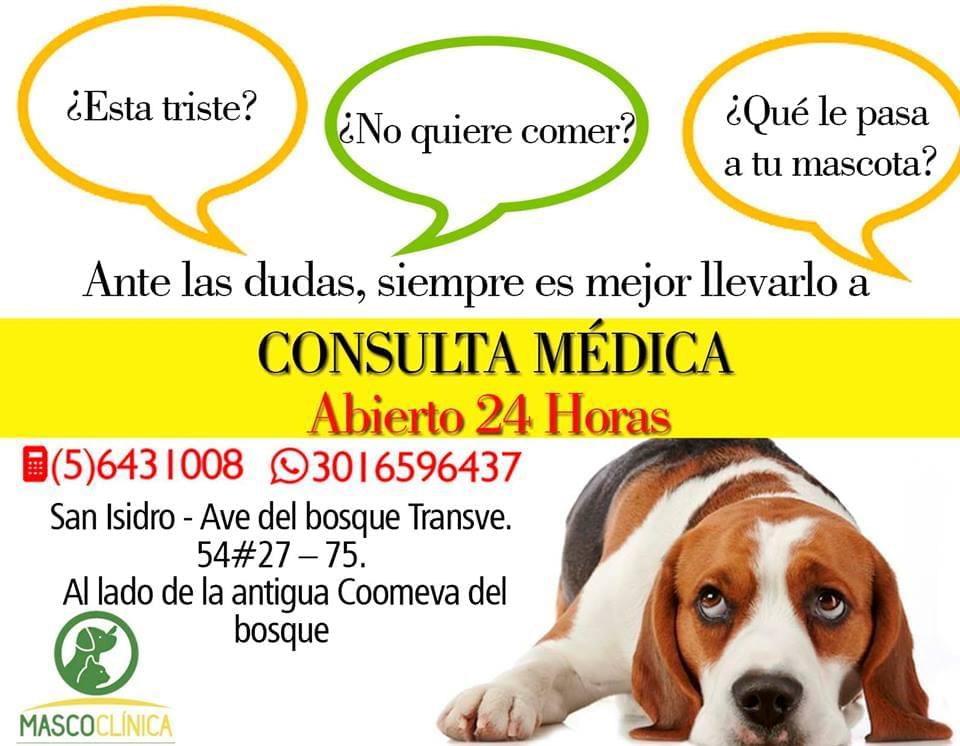 ¿Esta triste?
¿No quiere comer?
¿Qué le pasa
a tu mascota?
Ante las dudas, siempre es mejor llevarlo a
CONSULTA MÉDICA
Abierto 24 Horas
(5)6431008 3016596437
San Isidro - Ave del bosque Transve.
54#27 – 75.
Al lado de la antigua Coomeva del
bosque
MASCOCLÍNICA